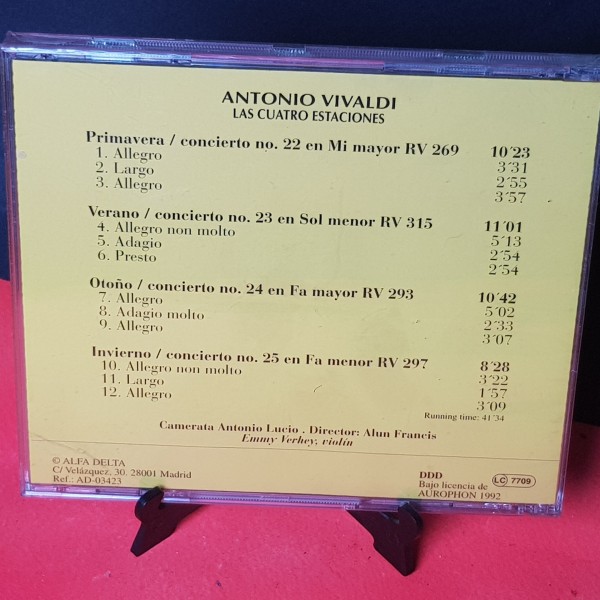 ANTONIO VIVALDI
LAS CUATRO ESTACIONES
Primavera / concierto no. 22 en Mi mayor RV 269 10´23
1. Allegro 3´31
2. Largo 2´55
3. Allegro 3´57
Verano / concierto no. 23 en Sol menor RV 315 11´01
4. Allegro non molto 5´13
5. Adagio 2´54
6. Presto 2´54
Otoño / concierto no. 24 en Fa mayor RV 293 10´42
7. Allegro 5´02
8. Adagio molto 2´33
9. Allegro 3´07
Invierno / concierto no. 25 en Fa menor RV 297 8´28
10. Allegro non molto 3´22
11. Largo 1´57
12. Allegro 3´09
Running time: 41´34
Camerata Antonio Lucio . Director: Alun Francis
Emmy Verhey, violín
© ALFA DELTA
C/ Velázquez, 30. 28001 Madrid
Ref.: AD-03423
DDD
Bajo licencia de LC 7709
AUROPHON 1992